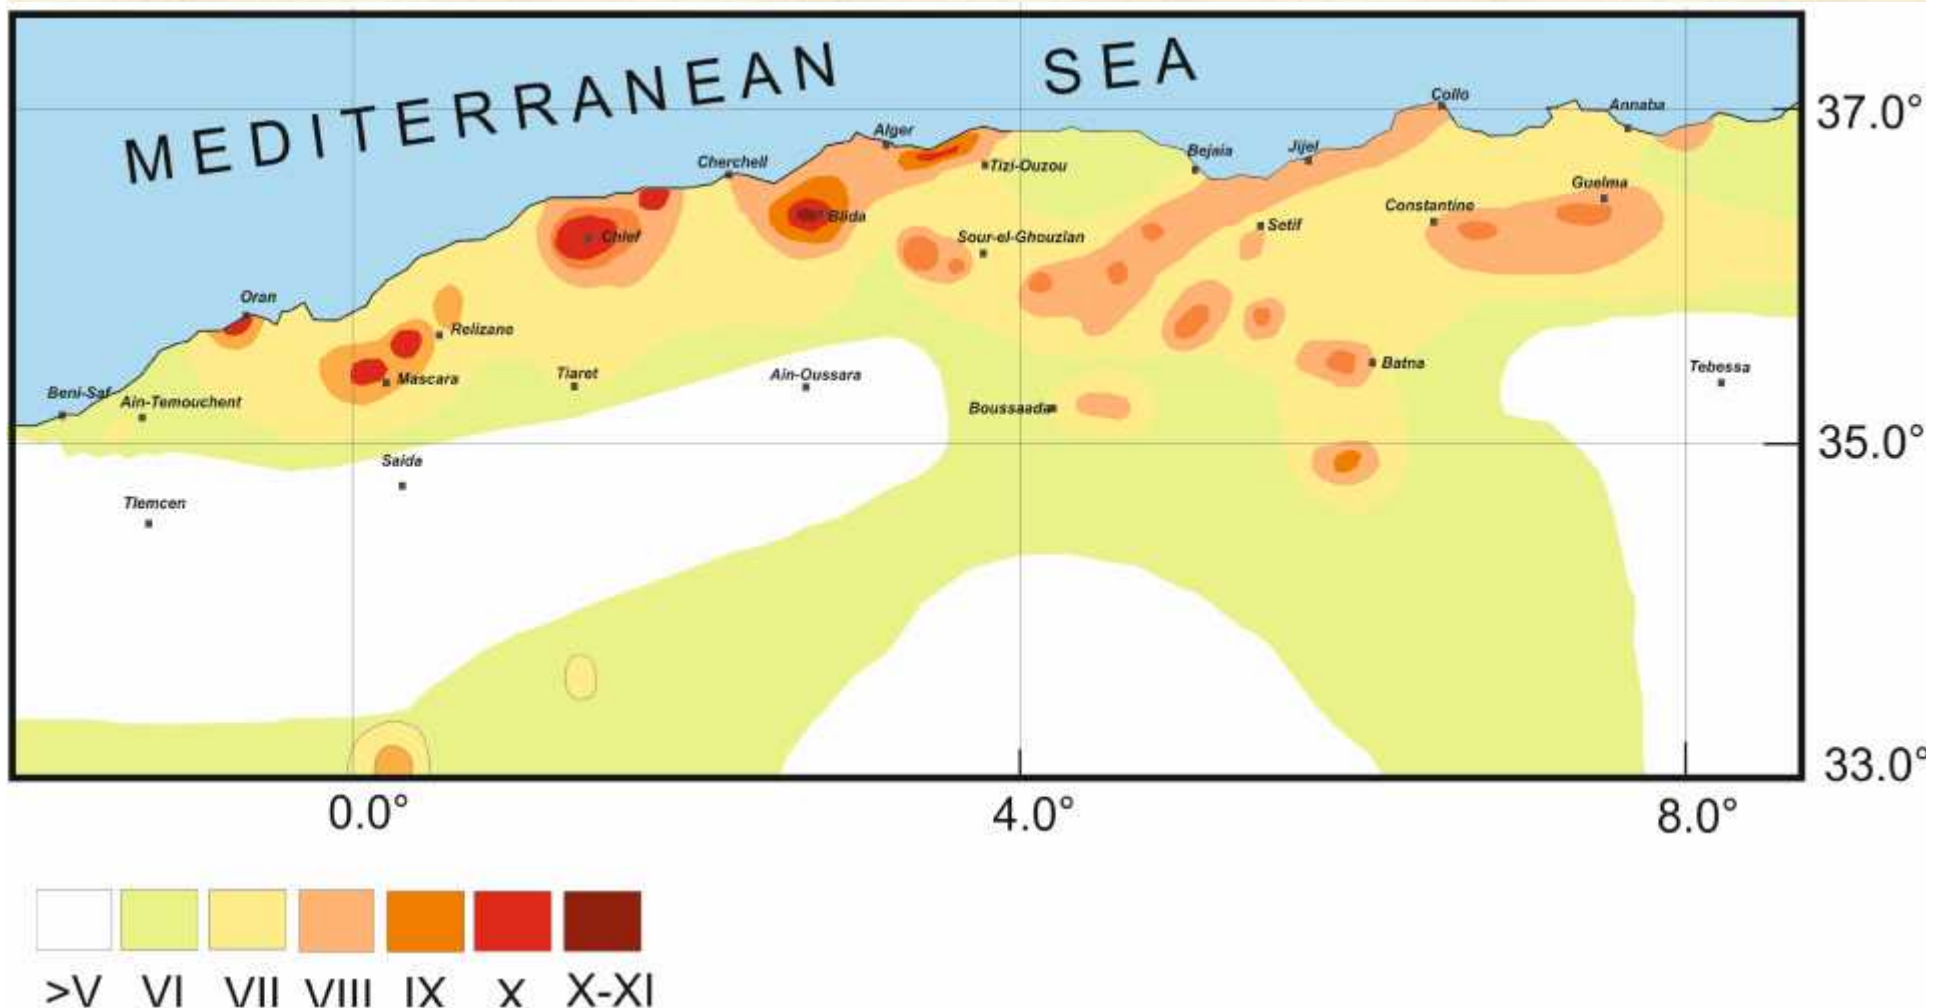 MEDITERRANEAN SEA
Collo
37.0°
Annaba
Alger
Cherchell
Tizi-Ouzou
Bejaia
Jijel
Guelma
Constantine
Blida
Setif
Chlef
Sour-el-Ghouzlan
Oran
Relizane
Batna
Mascara
Tiaret
Ain-Oussara
Tebessa
Beni-Saf
Ain-Temouchent
Boussaada
35.0°
Saida
Tlemcen
33.0°
0.0°
4.0°
8.0°
>V
VI
VII
VIII
IX
X
X-XI